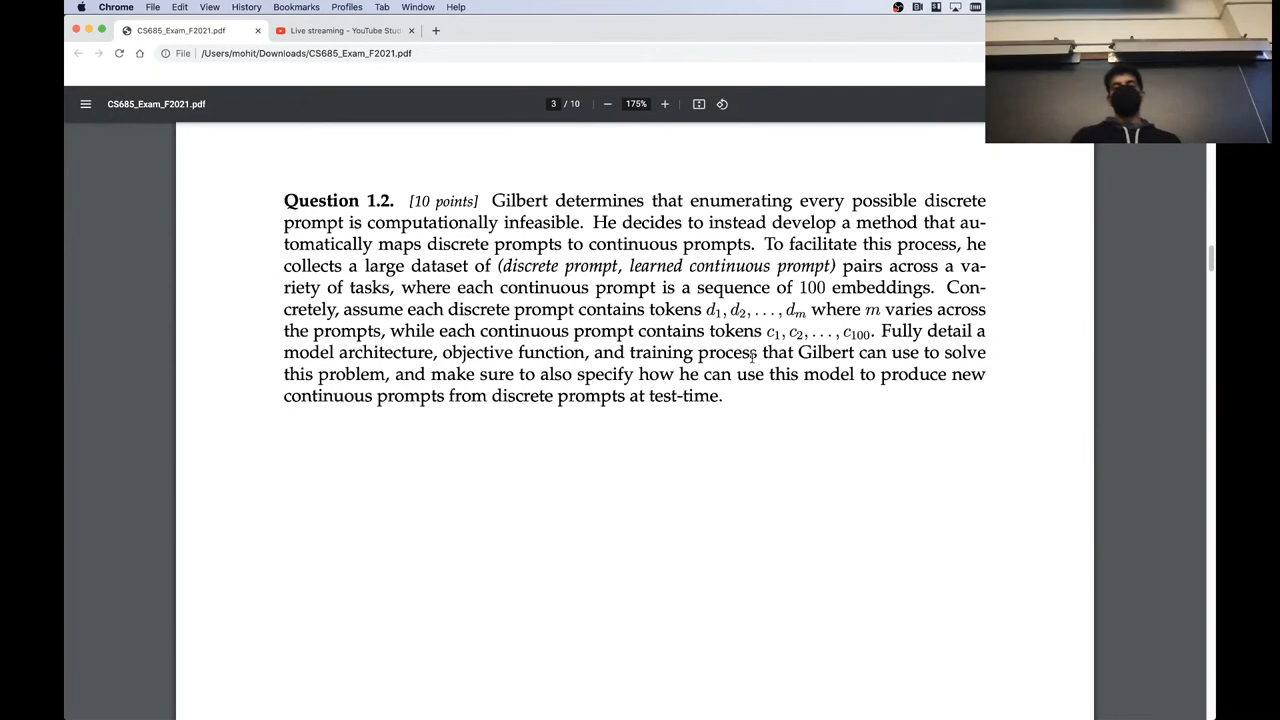 Chrome File Edit View History Bookmarks Profiles Tab Window Help
CS685_Exam_F2021.pdf × Live streaming - YouTube Stud × +
File | /Users/mohit/Downloads/CS685_Exam_F2021.pdf
CS685_Exam_F2021.pdf 3 / 10 − 175% +
Question 1.2. [10 points] Gilbert determines that enumerating every possible discrete
prompt is computationally infeasible. He decides to instead develop a method that au-
tomatically maps discrete prompts to continuous prompts. To facilitate this process, he
collects a large dataset of (discrete prompt, learned continuous prompt) pairs across a va-
riety of tasks, where each continuous prompt is a sequence of 100 embeddings. Con-
cretely, assume each discrete prompt contains tokens d₁, d₂, . . . , dₘ where m varies across
the prompts, while each continuous prompt contains tokens c₁, c₂, . . . , c₁₀₀. Fully detail a
model architecture, objective function, and training process that Gilbert can use to solve
this problem, and make sure to also specify how he can use this model to produce new
continuous prompts from discrete prompts at test-time.